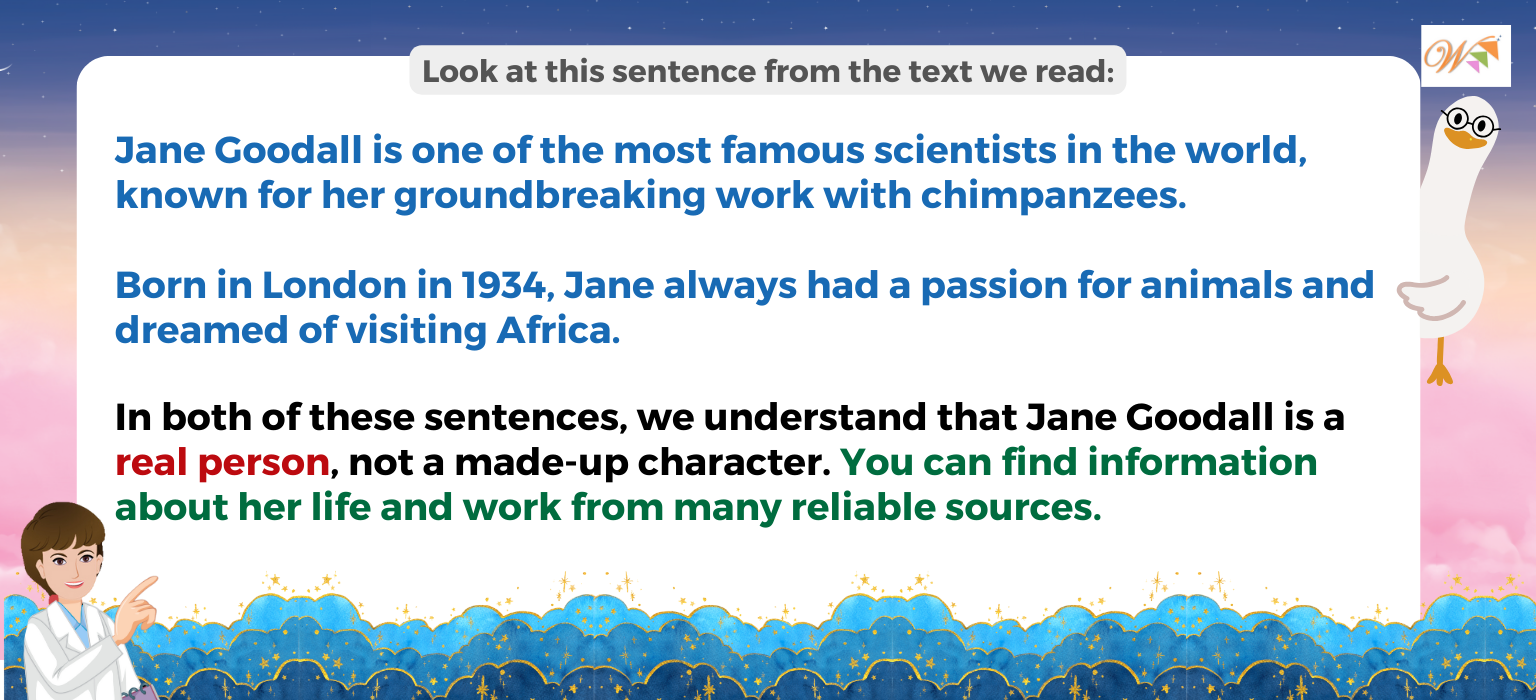 Look at this sentence from the text we read:
W
Jane Goodall is one of the most famous scientists in the world,
known for her groundbreaking work with chimpanzees.
Born in London in 1934, Jane always had a passion for animals and
dreamed of visiting Africa.
In both of these sentences, we understand that Jane Goodall is a
real person, not a made-up character. You can find information
about her life and work from many reliable sources.